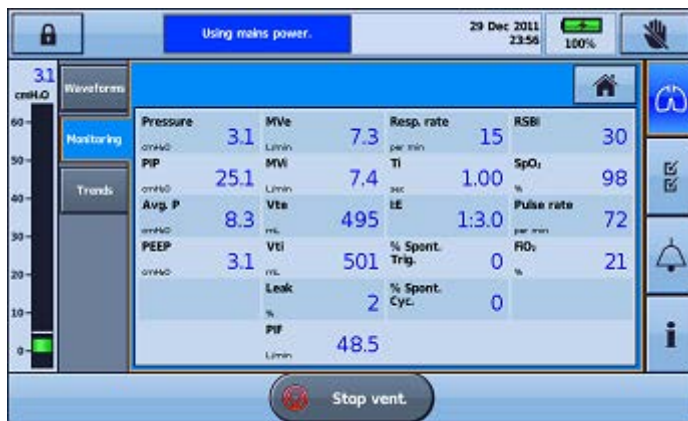 Using mains power.
29 Dec 2011
23:56
100%
3.1
cmH₂O
60
50
40
30
20
10
0
Waveforms
Monitoring
Trends
Pressure
cmH₂O
3.1
MVe
L/min
7.3
Resp. rate
per min
15
RSBI
30
PIP
cmH₂O
25.1
MVi
L/min
7.4
Ti
sec
1.00
SpO₂
%
98
Avg. P
cmH₂O
8.3
Vte
mL
495
I:E
1:3.0
Pulse rate
per min
72
PEEP
cmH₂O
3.1
Vti
mL
501
% Spont.
Trig.
0
FiO₂
%
21
Leak
%
2
% Spont.
Cyc.
0
PIF
L/min
48.5
Stop vent.